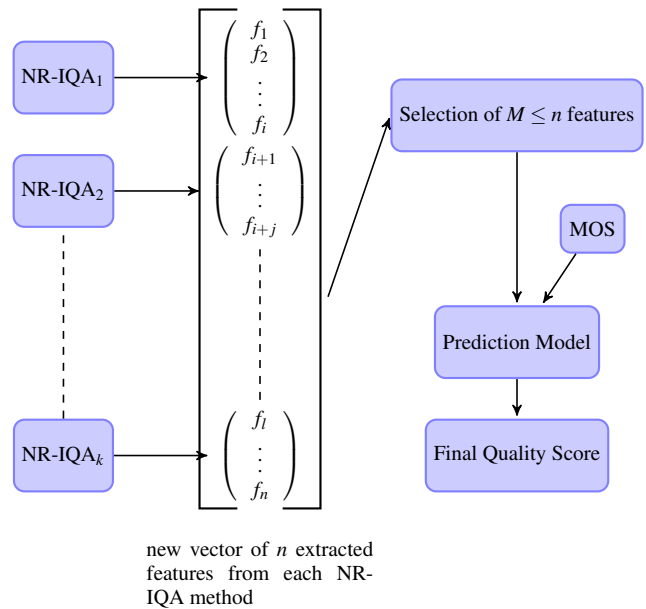 NR-IQA₁
f₁
f₂
⋮
fᵢ
NR-IQA₂
fᵢ₊₁
⋮
fᵢ₊ⱼ
NR-IQAₖ
fₗ
⋮
fₙ
new vector of n extracted
features from each NR-
IQA method
Selection of M ≤ n features
MOS
Prediction Model
Final Quality Score